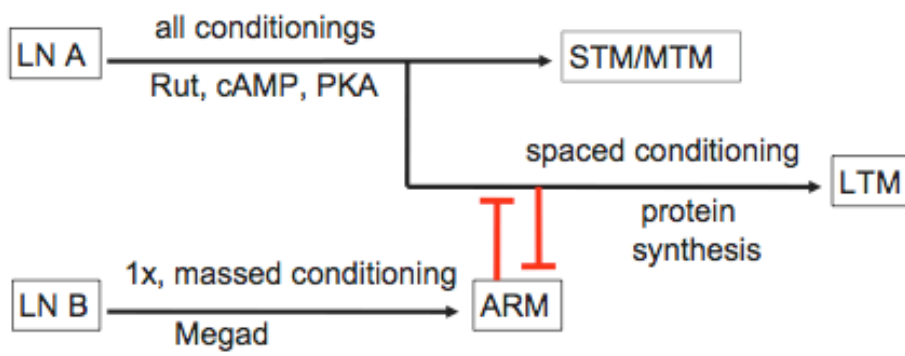 all conditionings
LN A
STM/MTM
Rut, cAMP, PKA
spaced conditioning
LTM
protein
synthesis
1x, massed conditioning
LN B
ARM
Megad